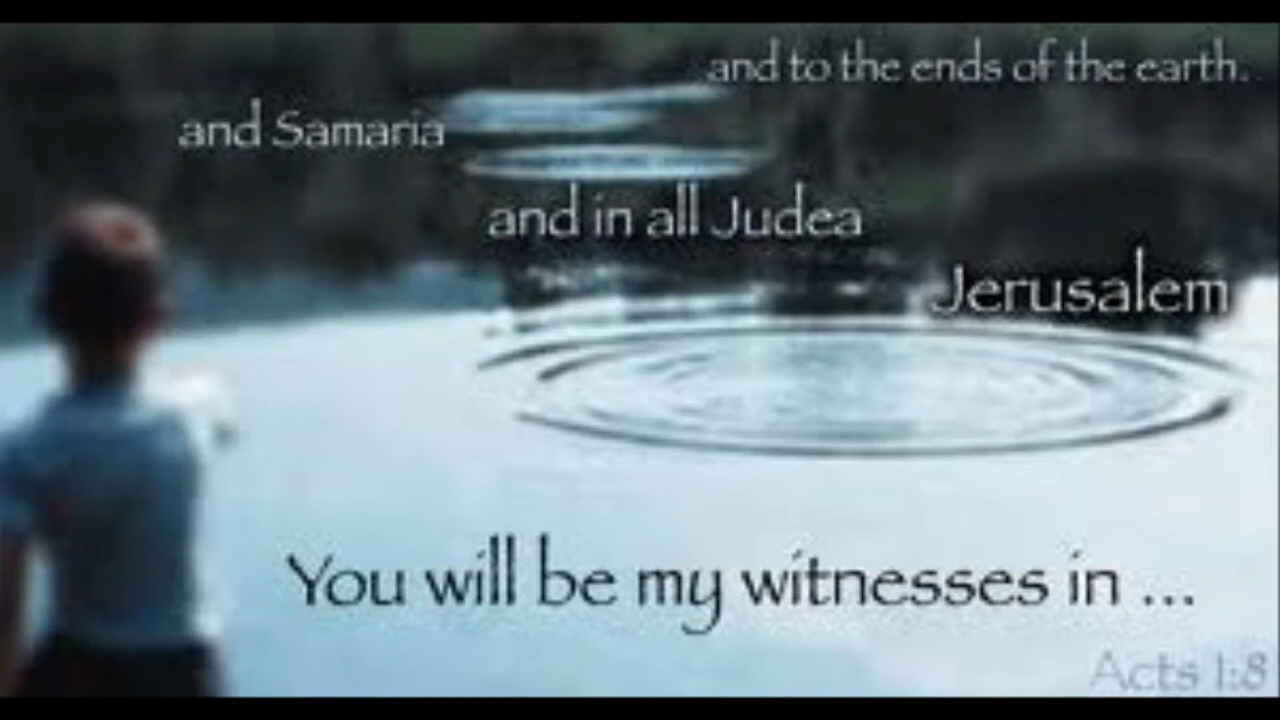 and to the ends of the earth.
and Samaria
and in all Judea
Jerusalem
You will be my witnesses in ...
Acts 1:8